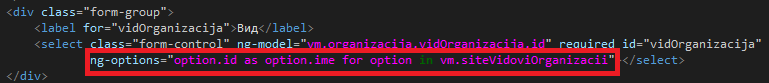 <div class="form-group">
<label for="vidOrganizacija">Вид</label>
<select class="form-control" ng-model="vm.organizacija.vidOrganizacija.id" required id="vidOrganizacija"
ng-options="option.id as option.ime for option in vm.siteVidoviOrganizacii"></select>
</div>